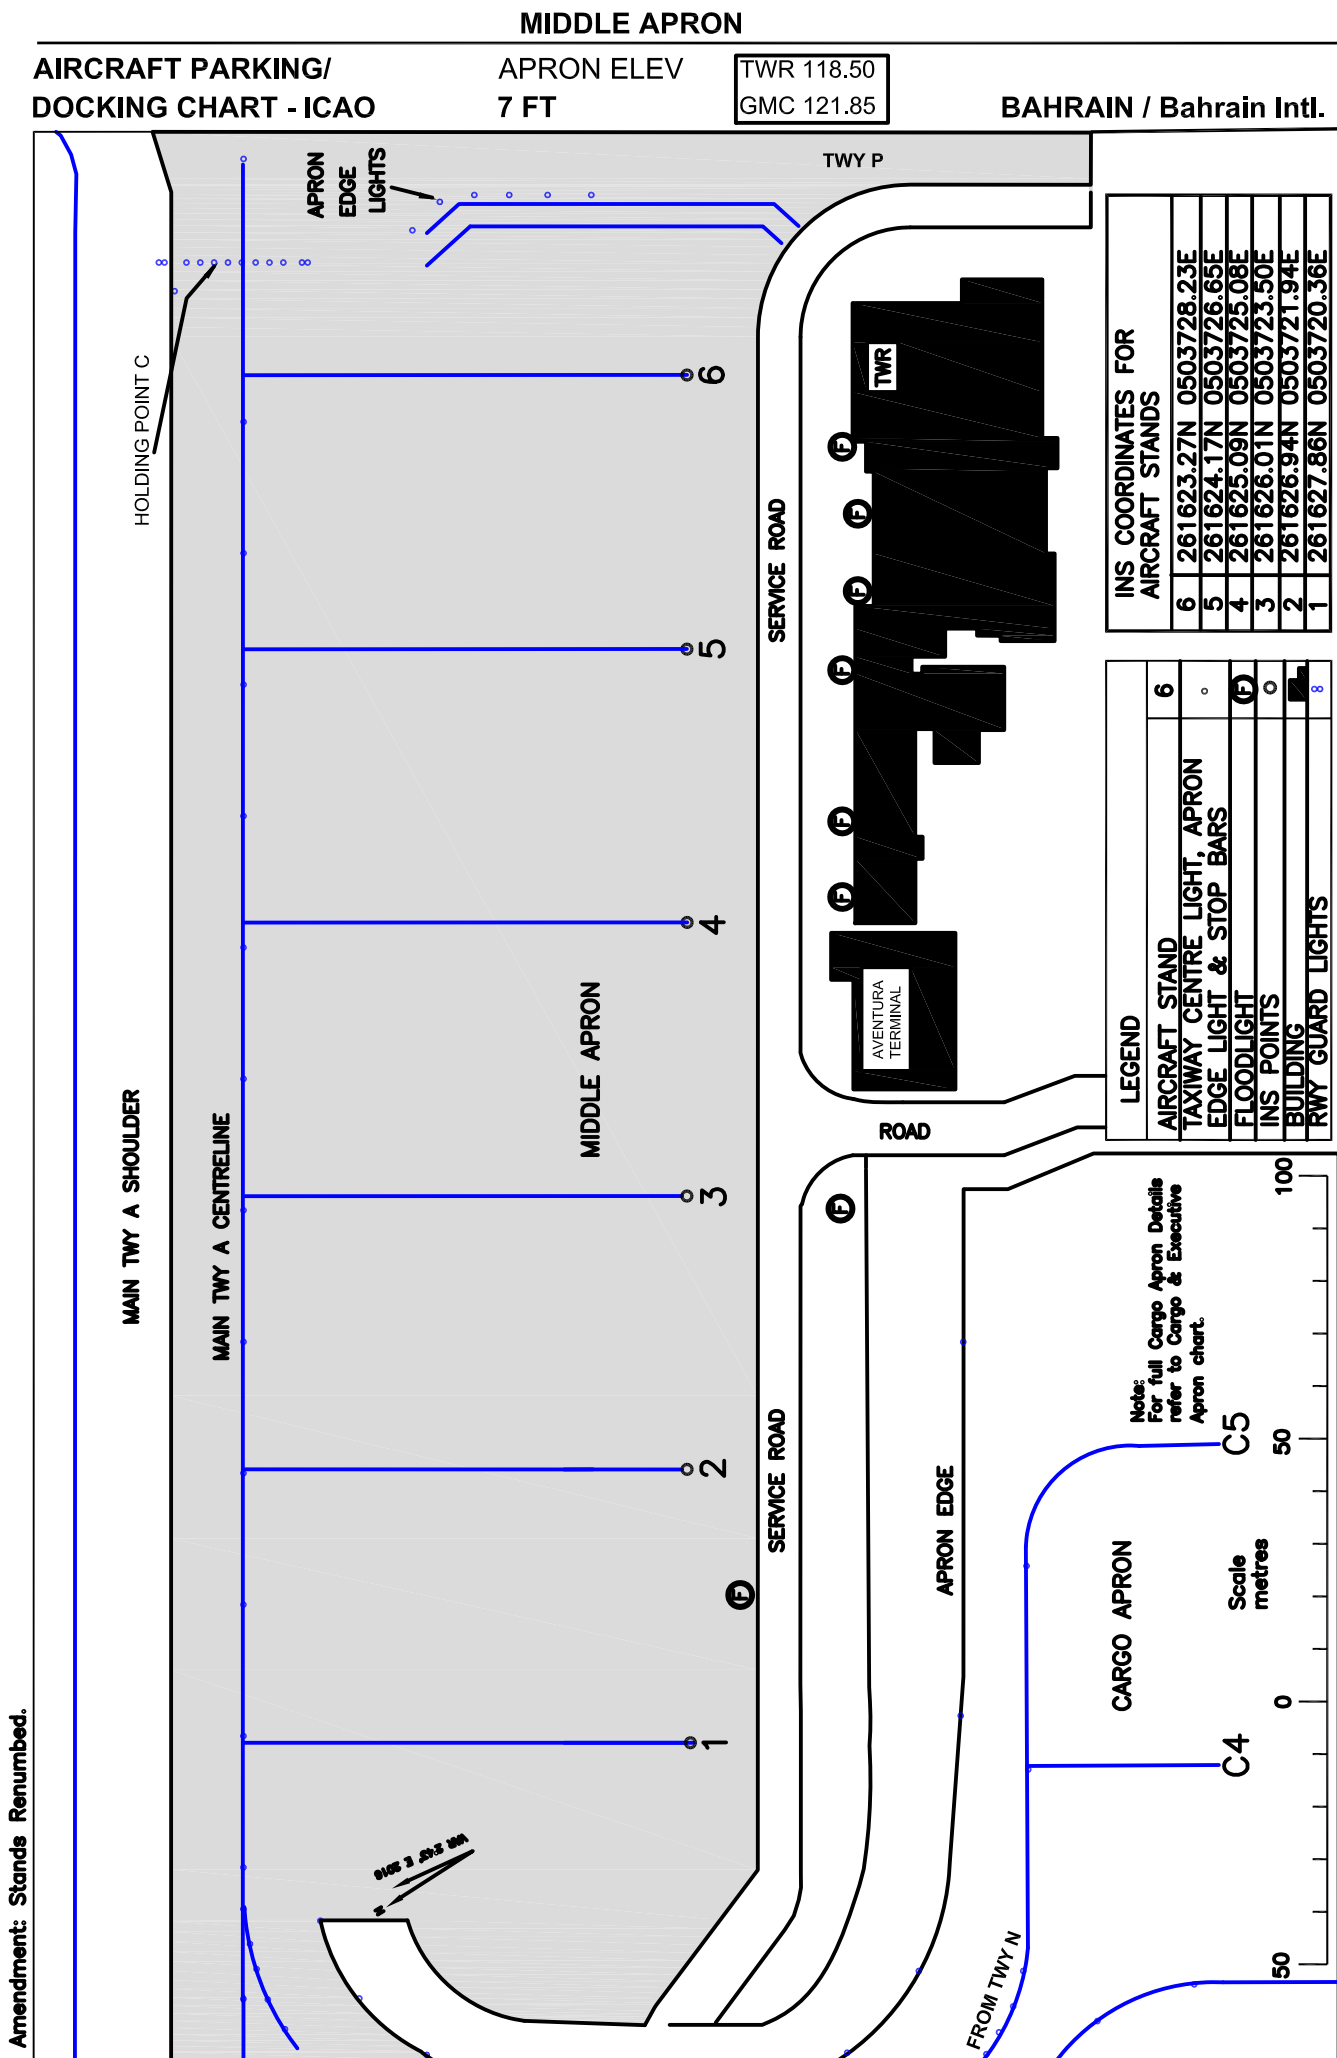 MIDDLE APRON
AIRCRAFT PARKING/
DOCKING CHART - ICAO
APRON ELEV
7 FT
TWR 118.50
GMC 121.85
BAHRAIN / Bahrain Intl.
TWY P
APRON
EDGE
LIGHTS
HOLDING POINT C
6
5
4
3
2
1
SERVICE ROAD
TWR
F
F
F
F
F
F
AVENTURA
TERMINAL
ROAD
F
MIDDLE APRON
MAIN TWY A SHOULDER
MAIN TWY A CENTRELINE
SERVICE ROAD
F
APRON EDGE
INS COORDINATES FOR
AIRCRAFT STANDS
6 261623.27N 0503728.23E
5 261624.17N 0503726.65E
4 261625.09N 0503725.08E
3 261626.01N 0503723.50E
2 261626.94N 0503721.94E
1 261627.86N 0503720.36E
LEGEND
AIRCRAFT STAND 6
TAXIWAY CENTRE LIGHT, APRON
EDGE LIGHT & STOP BARS
FLOODLIGHT F
INS POINTS
BUILDING
RWY GUARD LIGHTS
Note:
For full Cargo Apron Details
refer to Cargo & Executive
Apron chart.
C5
CARGO APRON
C4
FROM TWY N
Scale
metres
100
50
0
50
VAR 2°43' E 2016
N
Amendment: Stands Renumbed.